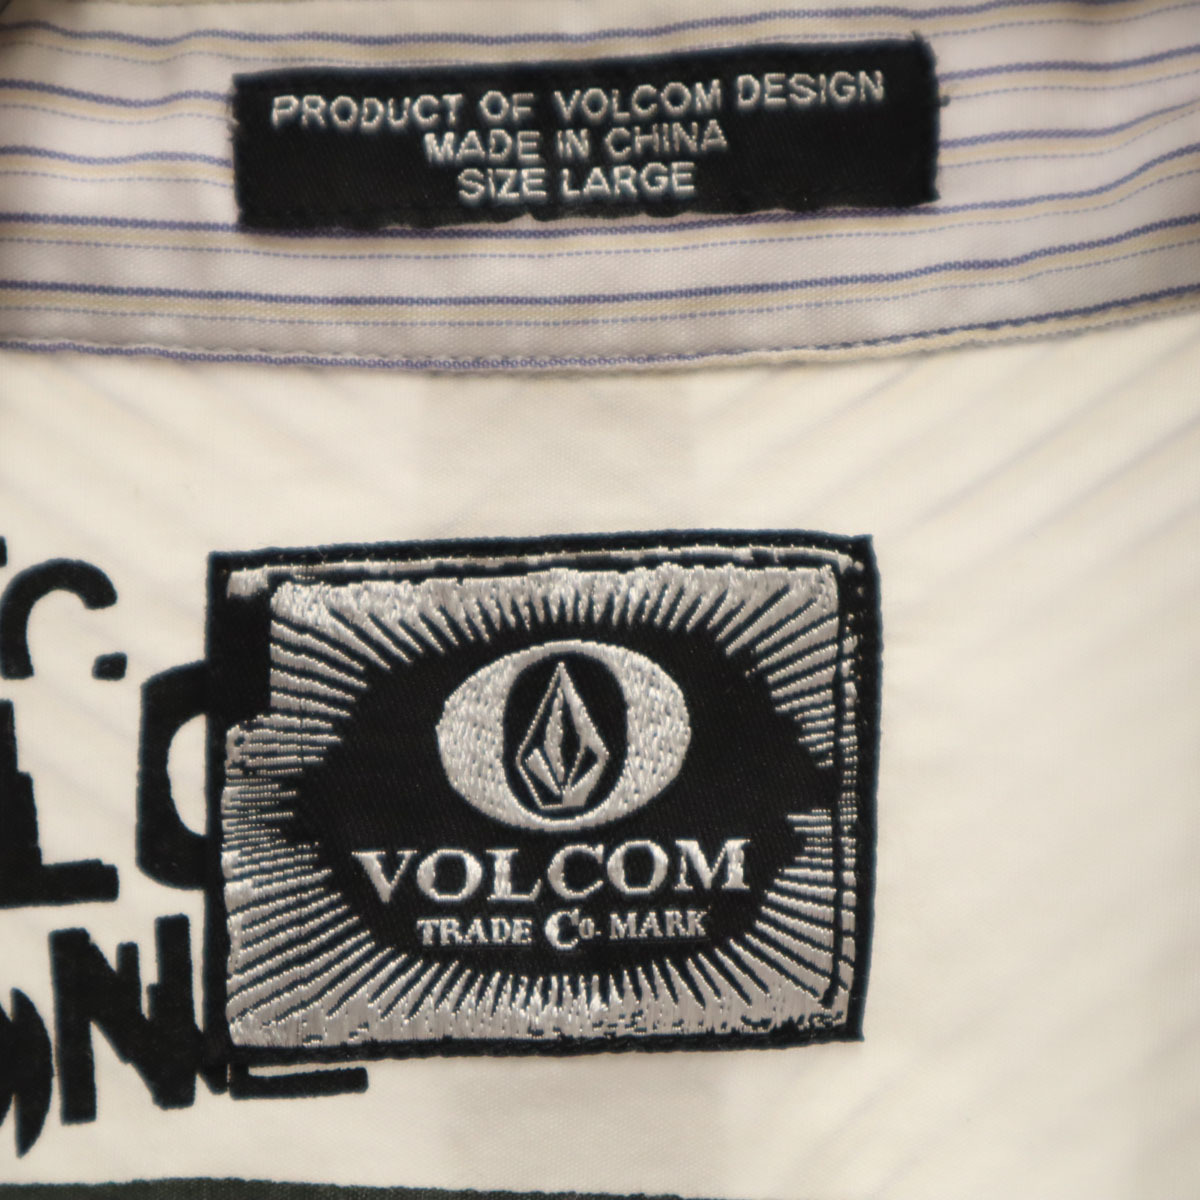 PRODUCT OF VOLCOM DESIGN
MADE IN CHINA
SIZE LARGE
VOLCOM
TRADE Co. MARK